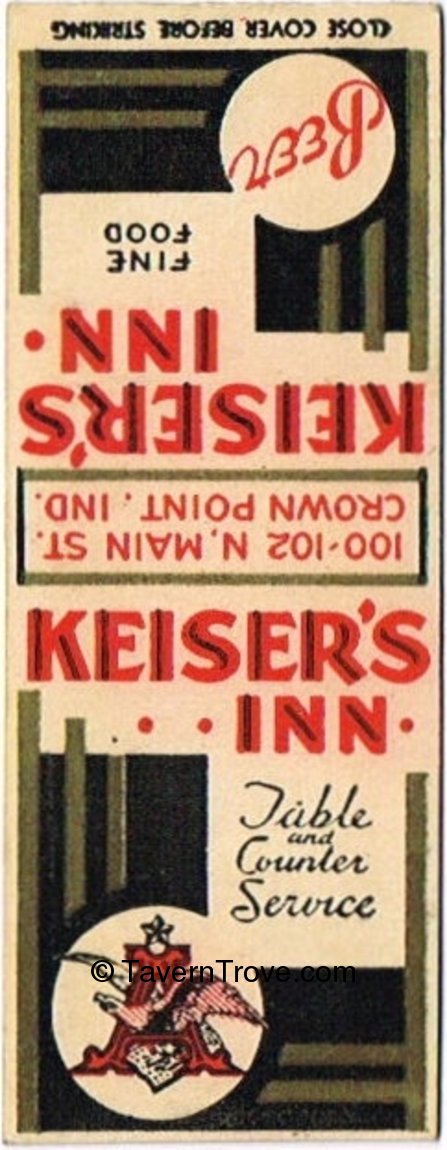 CLOSE COVER BEFORE STRIKING
BEER
FINE
FOOD
KEISER'S
INN
100-102 N. MAIN ST.
CROWN POINT, IND.
KEISER'S
INN
Table
and
Counter
Service
A
© TavernTrove.com